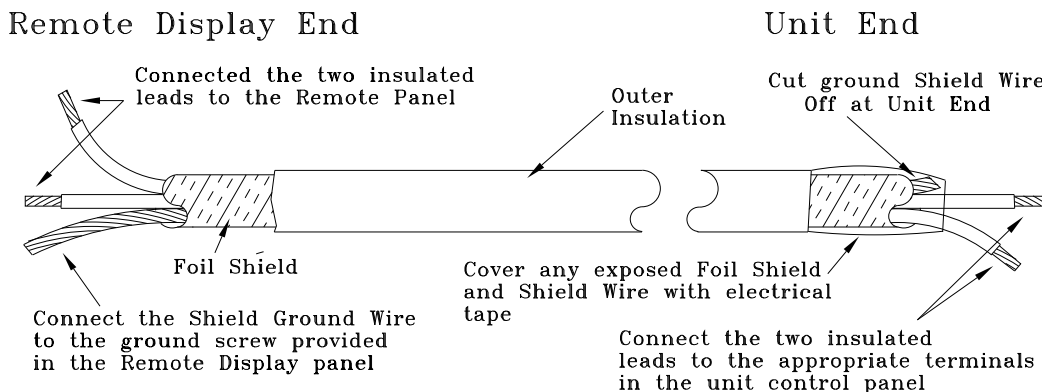 Remote Display End
Unit End
Connected the two insulated
leads to the Remote Panel
Outer
Insulation
Cut ground Shield Wire
Off at Unit End
Foil Shield
Cover any exposed Foil Shield
and Shield Wire with electrical
tape
Connect the Shield Ground Wire
to the ground screw provided
in the Remote Display panel
Connect the two insulated
leads to the appropriate terminals
in the unit control panel